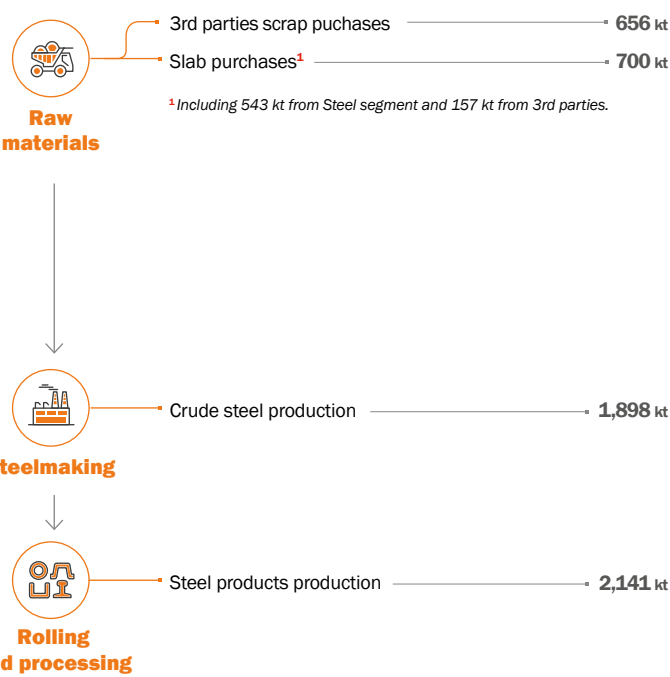 3rd parties scrap puchases 656 kt
Slab purchases¹ 700 kt
¹ Including 543 kt from Steel segment and 157 kt from 3rd parties.
Raw
materials
Crude steel production 1,898 kt
teelmaking
Steel products production 2,141 kt
Rolling
d processing